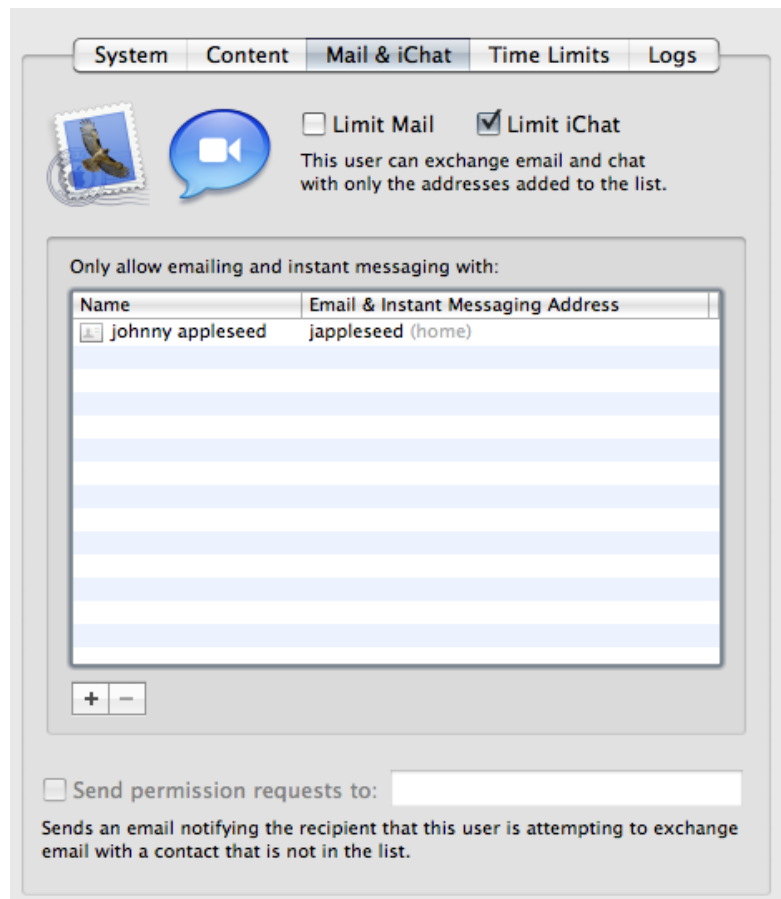 System Content Mail & iChat Time Limits Logs
Limit Mail Limit iChat
This user can exchange email and chat
with only the addresses added to the list.
Only allow emailing and instant messaging with:
Name Email & Instant Messaging Address
johnny appleseed jappleseed (home)
+ −
Send permission requests to:
Sends an email notifying the recipient that this user is attempting to exchange
email with a contact that is not in the list.